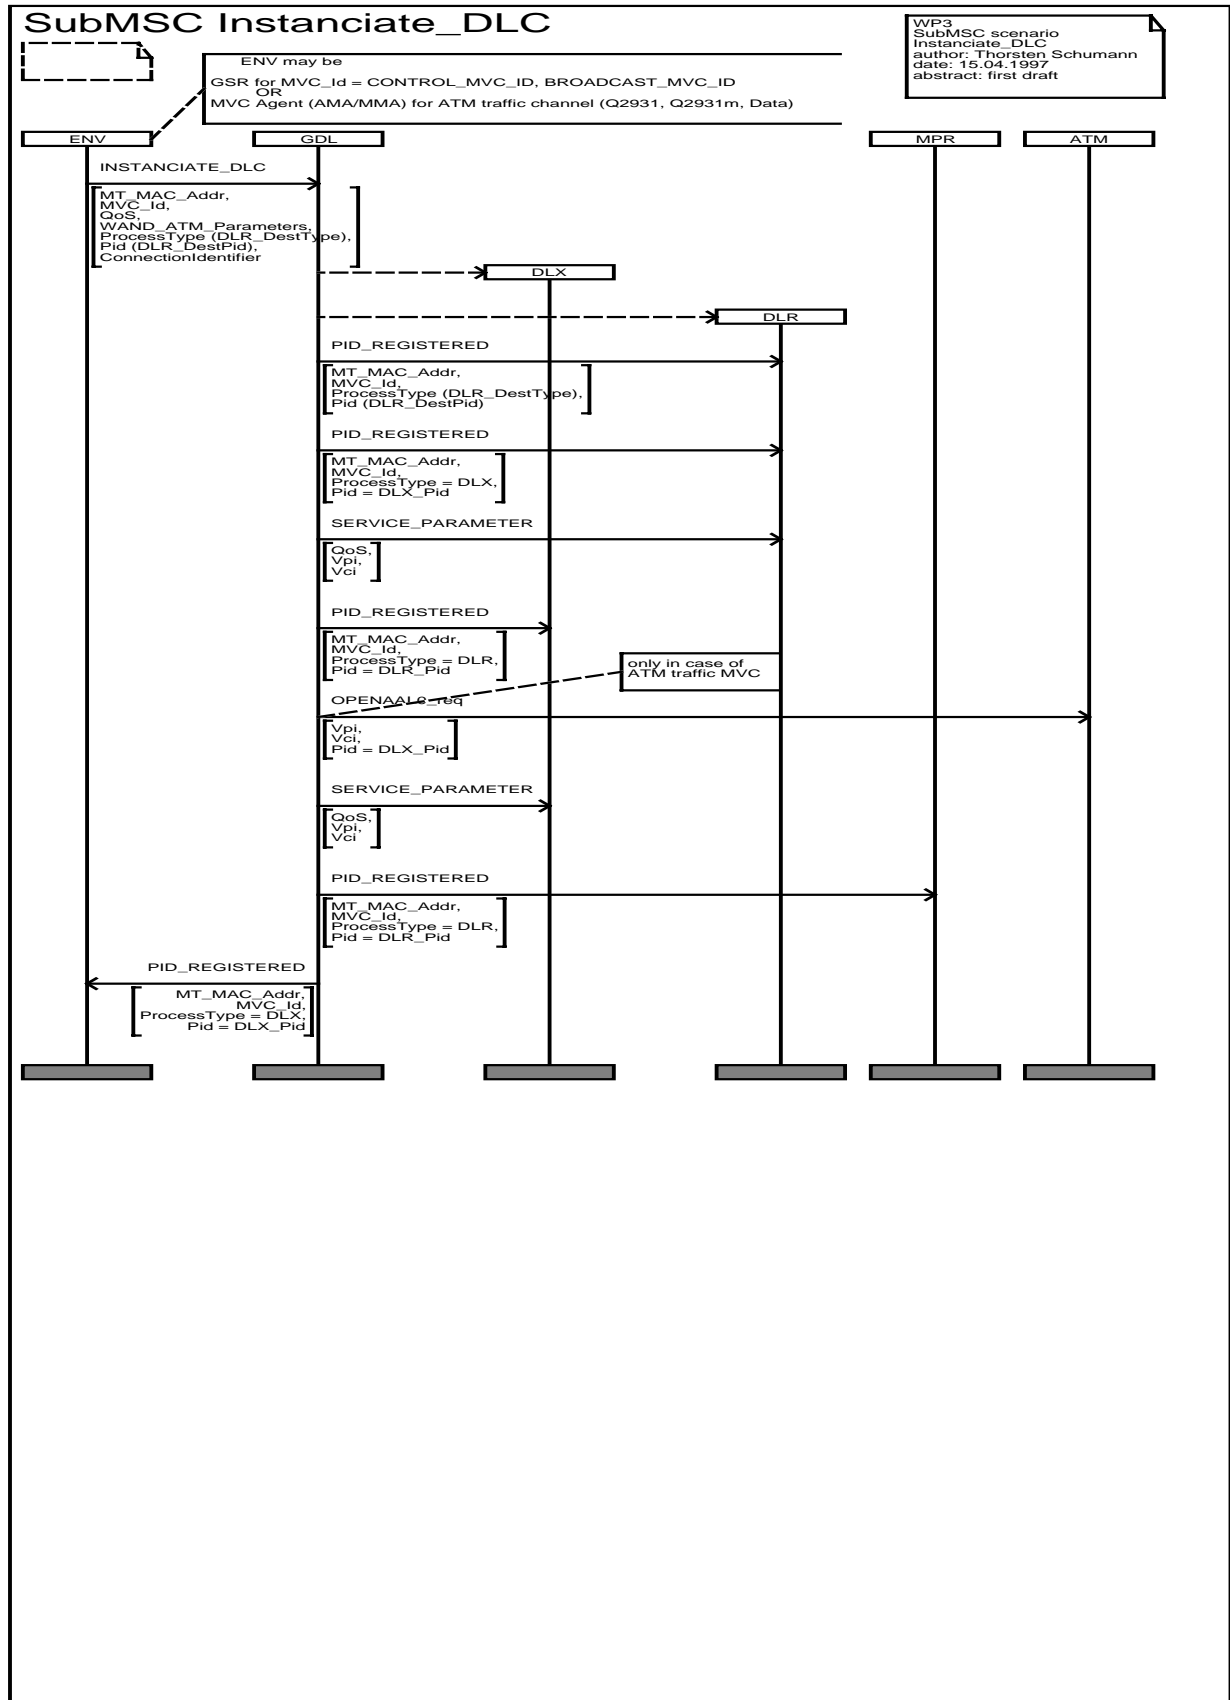 SubMSC Instanciate_DLC
WP3
SubMSC scenario
Instanciate_DLC
author: Thorsten Schumann
date: 15.04.1997
abstract: first draft
ENV may be
GSR for MVC_Id = CONTROL_MVC_ID, BROADCAST_MVC_ID
OR
MVC Agent (AMA/MMA) for ATM traffic channel (Q2931, Q2931m, Data)
ENV
GDL
MPR
ATM
INSTANCIATE_DLC
MT_MAC_Addr,
MVC_Id,
QoS,
WAND_ATM_Parameters,
ProcessType (DLR_DestType),
Pid (DLR_DestPid),
ConnectionIdentifier
DLX
DLR
PID_REGISTERED
MT_MAC_Addr,
MVC_Id,
ProcessType (DLR_DestType),
Pid (DLR_DestPid)
PID_REGISTERED
MT_MAC_Addr,
MVC_Id,
ProcessType = DLX,
Pid = DLX_Pid
SERVICE_PARAMETER
QoS,
Vpi,
Vci
PID_REGISTERED
MT_MAC_Addr,
MVC_Id,
ProcessType = DLR,
Pid = DLR_Pid
only in case of
ATM traffic MVC
OPENAAL0_req
Vpi,
Vci,
Pid = DLX_Pid
SERVICE_PARAMETER
QoS,
Vpi,
Vci
PID_REGISTERED
MT_MAC_Addr,
MVC_Id,
ProcessType = DLR,
Pid = DLR_Pid
PID_REGISTERED
MT_MAC_Addr,
MVC_Id,
ProcessType = DLX,
Pid = DLX_Pid